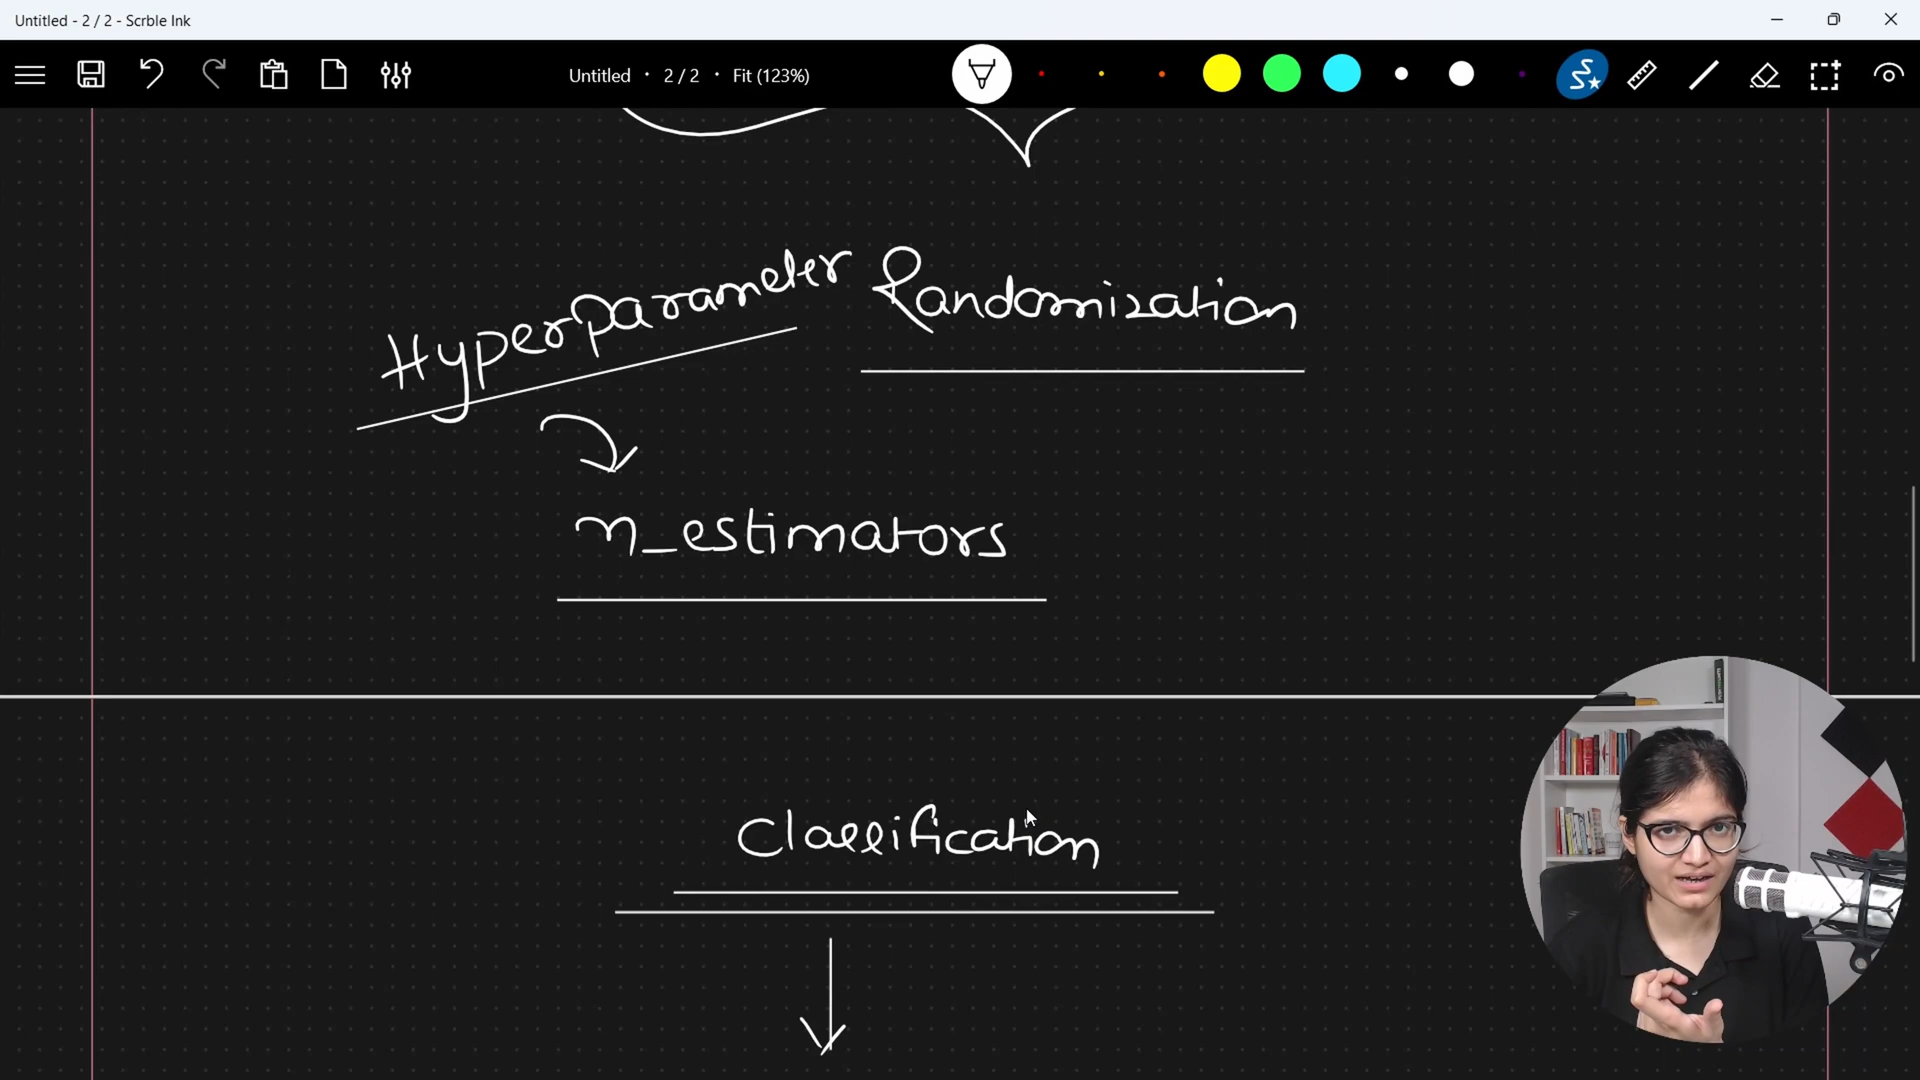 Untitled - 2 / 2 - Scrble Ink
Untitled • 2 / 2 • Fit (123%)
Hyperparameter Randomization
n_estimators
Classification